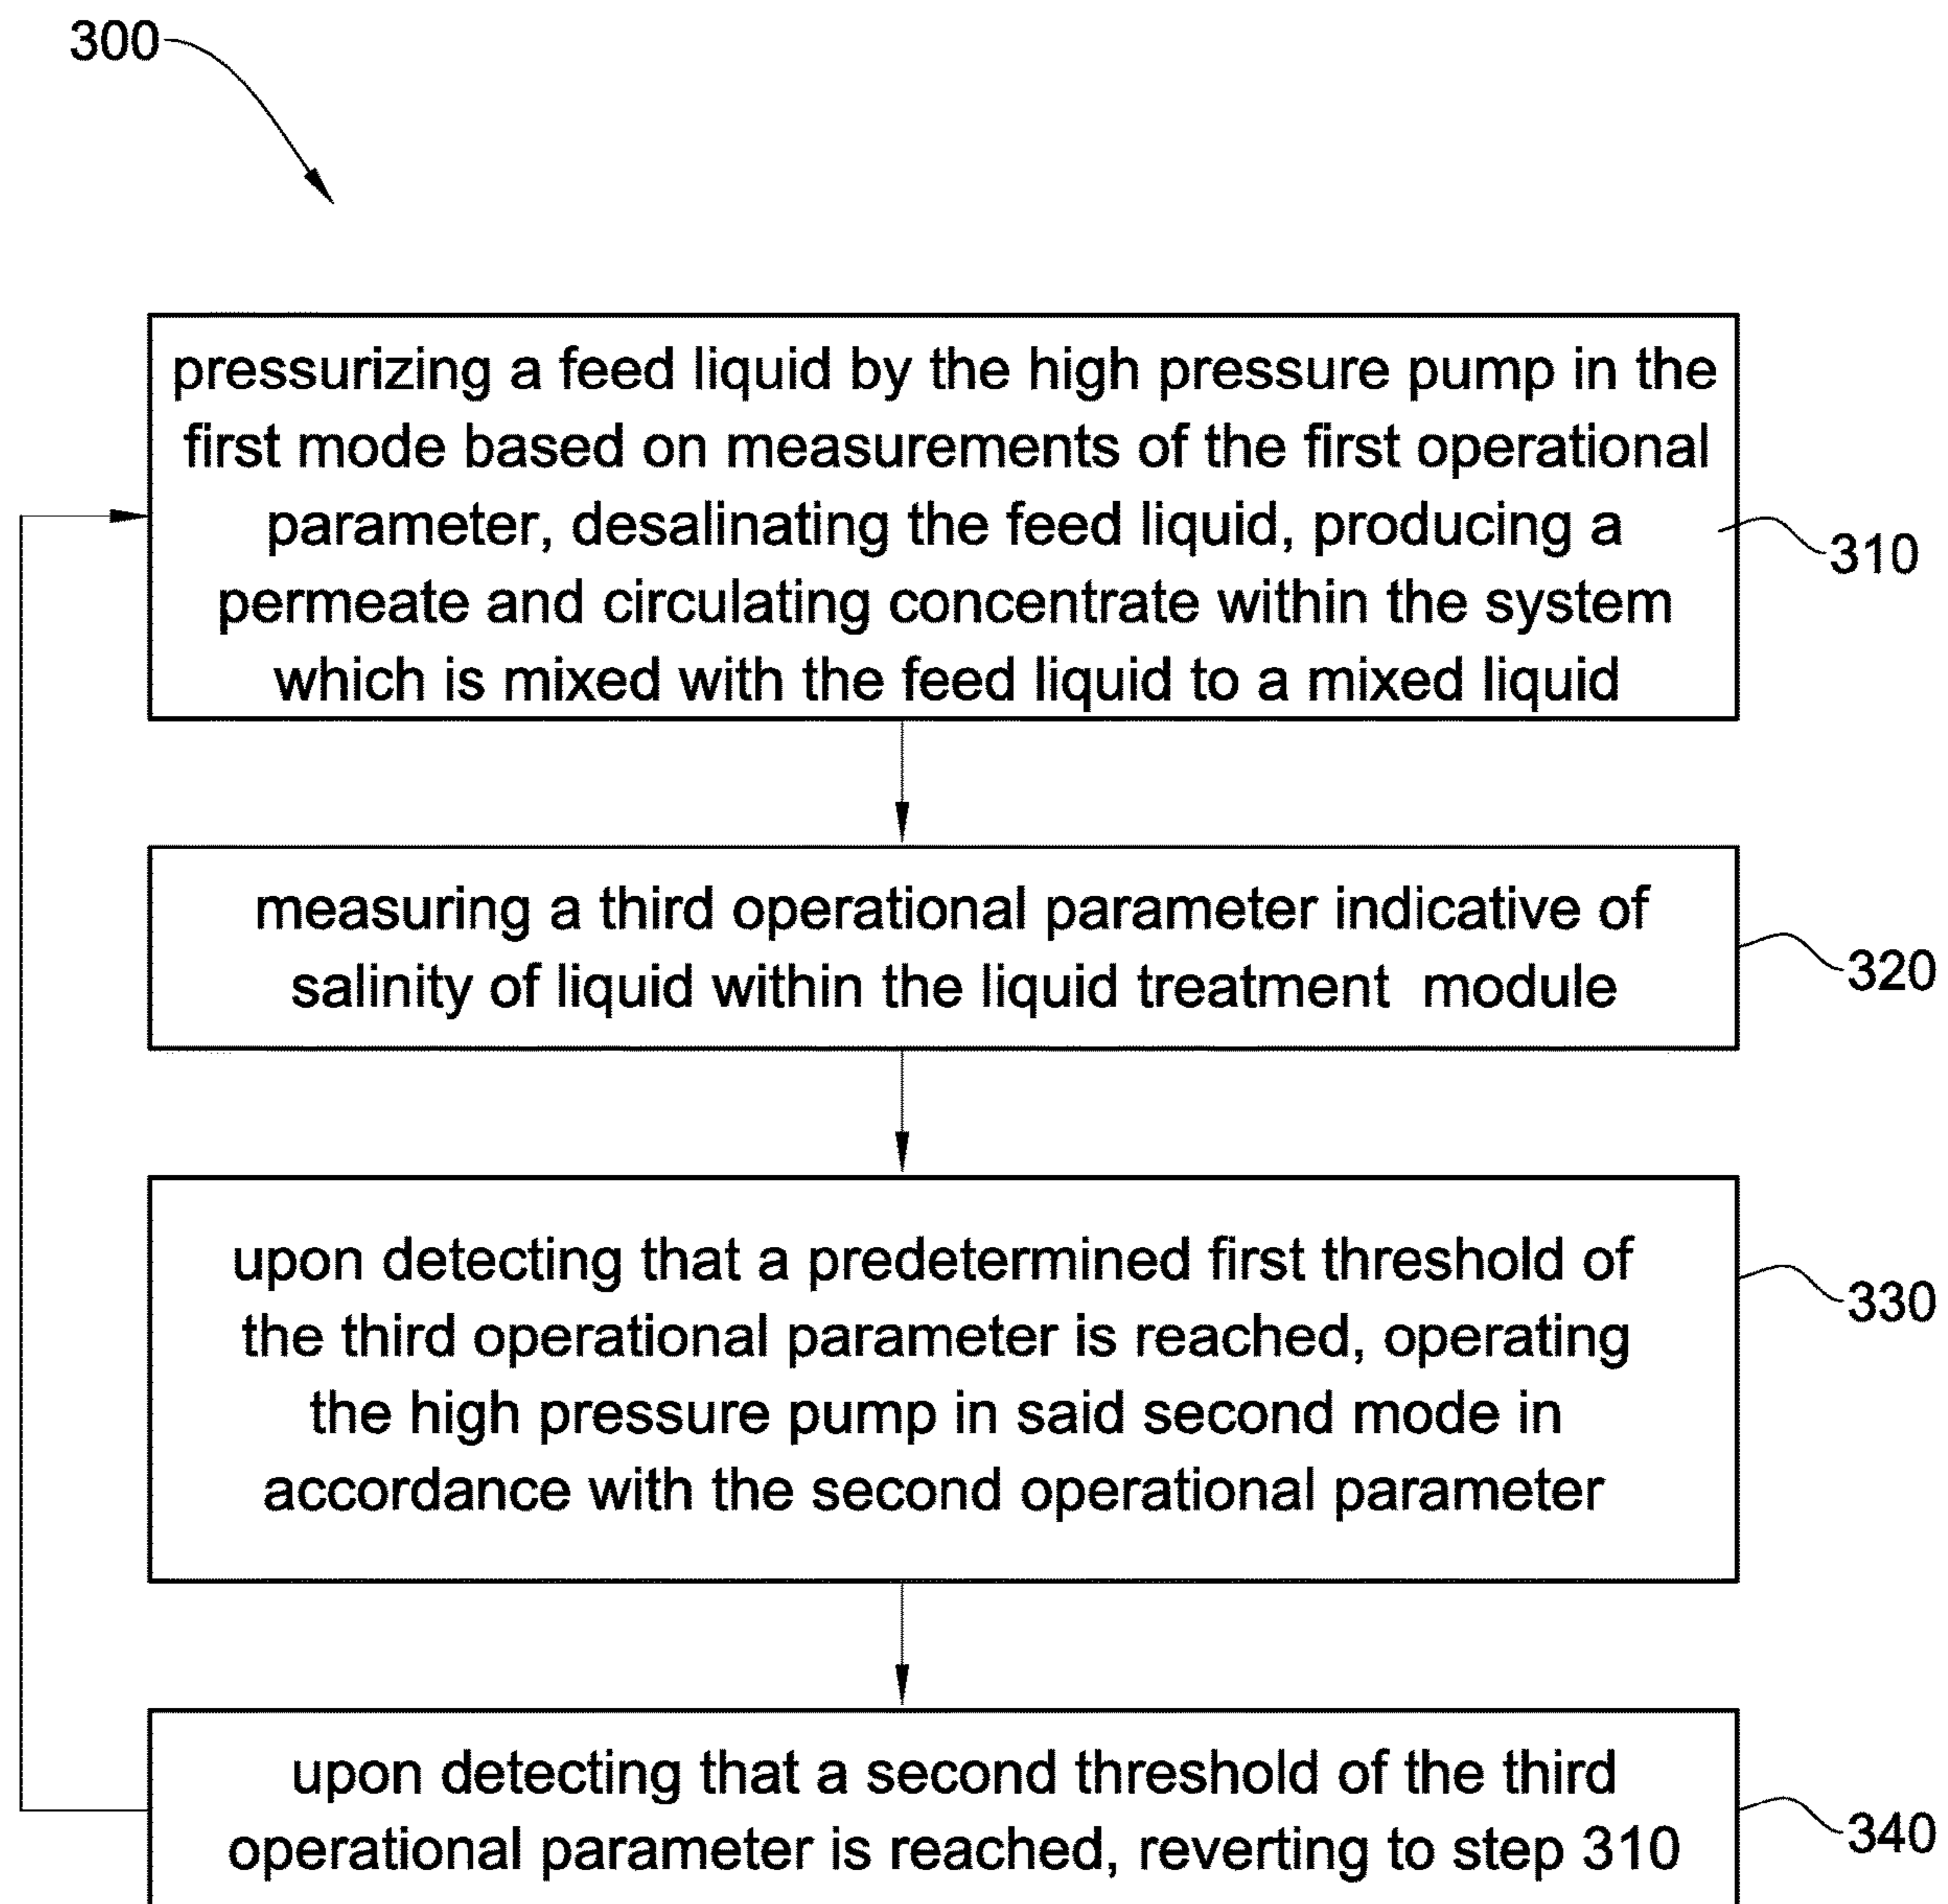 300
pressurizing a feed liquid by the high pressure pump in the
first mode based on measurements of the first operational
parameter, desalinating the feed liquid, producing a
permeate and circulating concentrate within the system
which is mixed with the feed liquid to a mixed liquid
310
measuring a third operational parameter indicative of
salinity of liquid within the liquid treatment module
320
upon detecting that a predetermined first threshold of
the third operational parameter is reached, operating
the high pressure pump in said second mode in
accordance with the second operational parameter
330
upon detecting that a second threshold of the third
operational parameter is reached, reverting to step 310
340